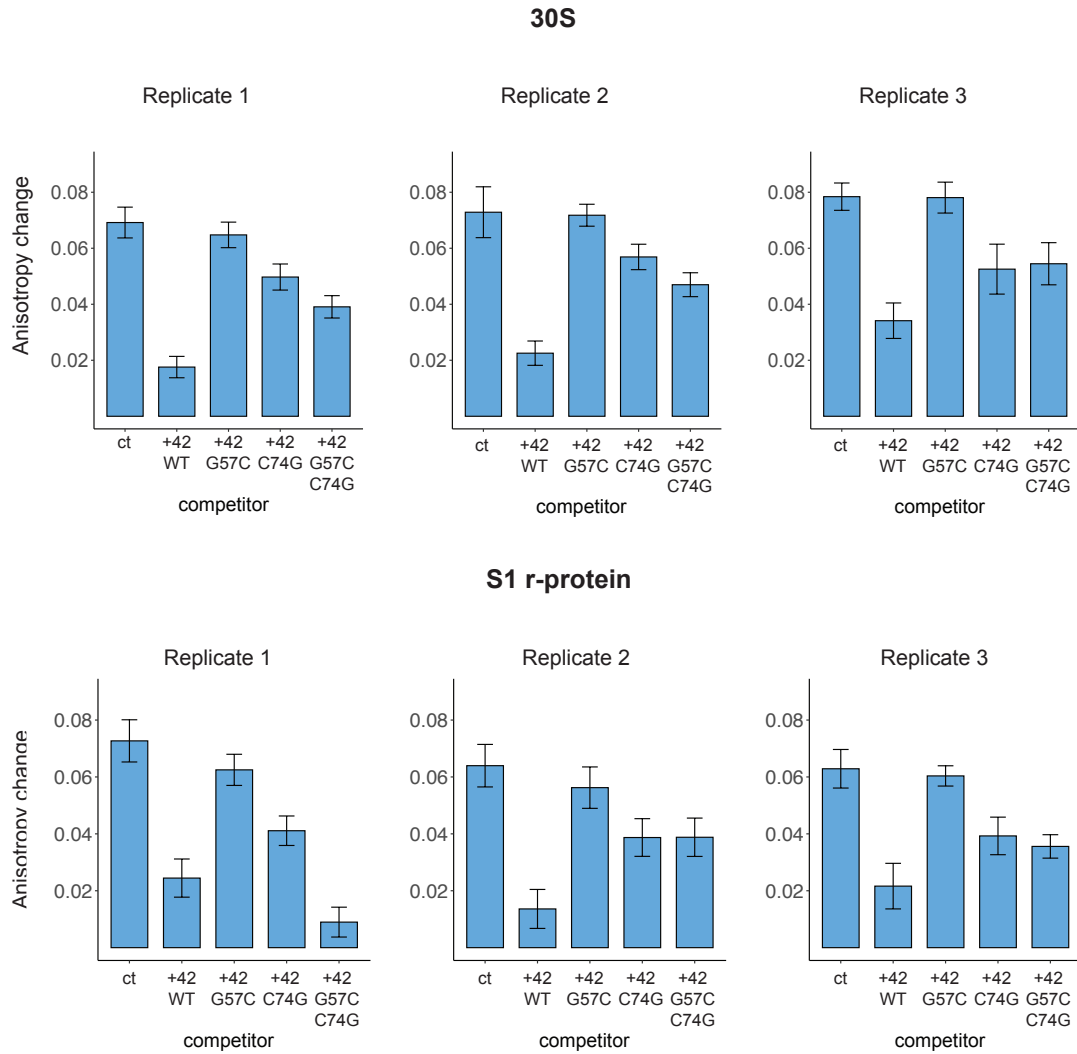 30S
Replicate 1
Replicate 2
Replicate 3
Anisotropy change
0.08
0.06
0.04
0.02
0.08
0.06
0.04
0.02
0.08
0.06
0.04
0.02
ct +42 +42 +42 +42
WT G57C C74G G57C
C74G
competitor
ct +42 +42 +42 +42
WT G57C C74G G57C
C74G
competitor
ct +42 +42 +42 +42
WT G57C C74G G57C
C74G
competitor
S1 r-protein
Replicate 1
Replicate 2
Replicate 3
Anisotropy change
0.08
0.06
0.04
0.02
0.08
0.06
0.04
0.02
0.08
0.06
0.04
0.02
ct +42 +42 +42 +42
WT G57C C74G G57C
C74G
competitor
ct +42 +42 +42 +42
WT G57C C74G G57C
C74G
competitor
ct +42 +42 +42 +42
WT G57C C74G G57C
C74G
competitor